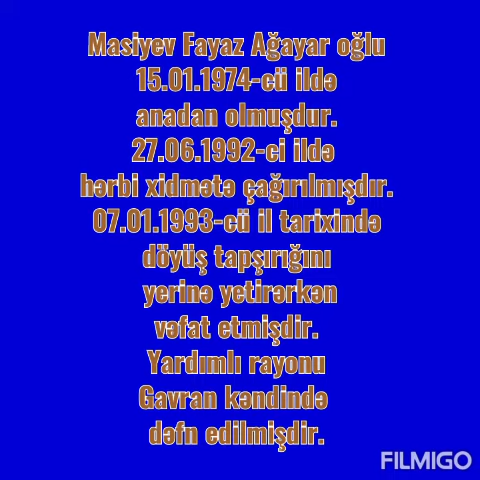 Masiyev Fayaz Ağayar oğlu
15.01.1974-cü ildə
anadan olmuşdur.
27.06.1992-ci ildə
hərbi xidmətə çağırılmışdır.
07.01.1993-cü il tarixində
döyüş tapşırığını
yerinə yetirərkən
vəfat etmişdir.
Yardımlı rayonu
Gavran kəndində
dəfn edilmişdir.
FILMIGO